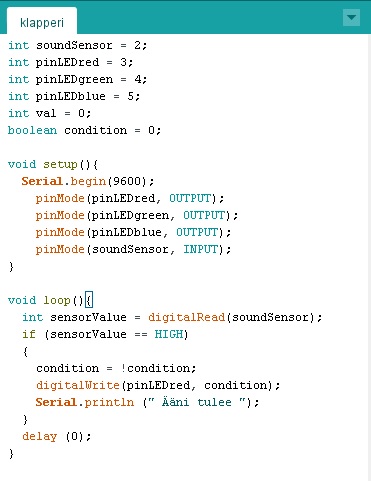 klapperi
int soundSensor = 2;
int pinLEDred = 3;
int pinLEDgreen = 4;
int pinLEDblue = 5;
int val = 0;
boolean condition = 0;
void setup(){
Serial.begin(9600);
pinMode(pinLEDred, OUTPUT);
pinMode(pinLEDgreen, OUTPUT);
pinMode(pinLEDblue, OUTPUT);
pinMode(soundSensor, INPUT);
}
void loop(){
int sensorValue = digitalRead(soundSensor);
if (sensorValue == HIGH)
{
condition = !condition;
digitalWrite(pinLEDred, condition);
Serial.println (" Ääni tulee ");
}
delay (0);
}